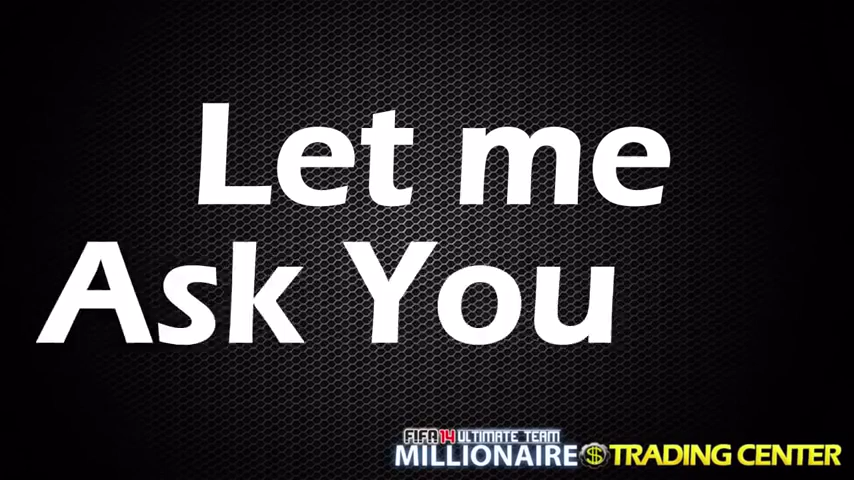 Let me
Ask You
FIFA 14 ULTIMATE TEAM
MILLIONAIRE TRADING CENTER